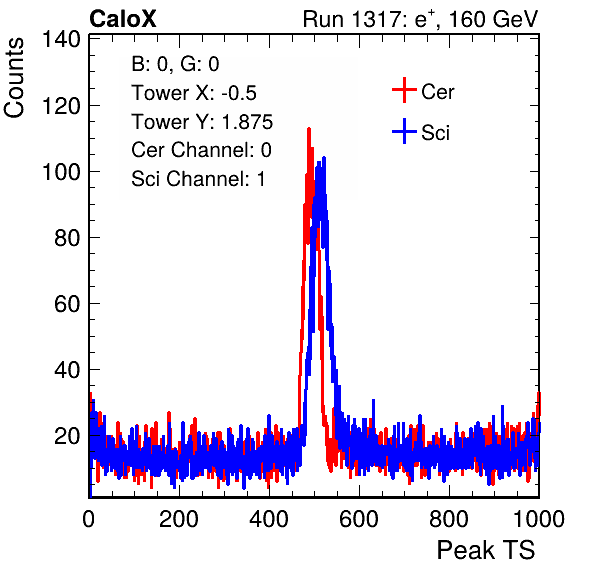 CaloX Run 1317: e⁺, 160 GeV
Counts
140
120
100
80
60
40
20
B: 0, G: 0
Tower X: -0.5
Tower Y: 1.875
Cer Channel: 0
Sci Channel: 1
Cer
Sci
0 200 400 600 800 1000
Peak TS